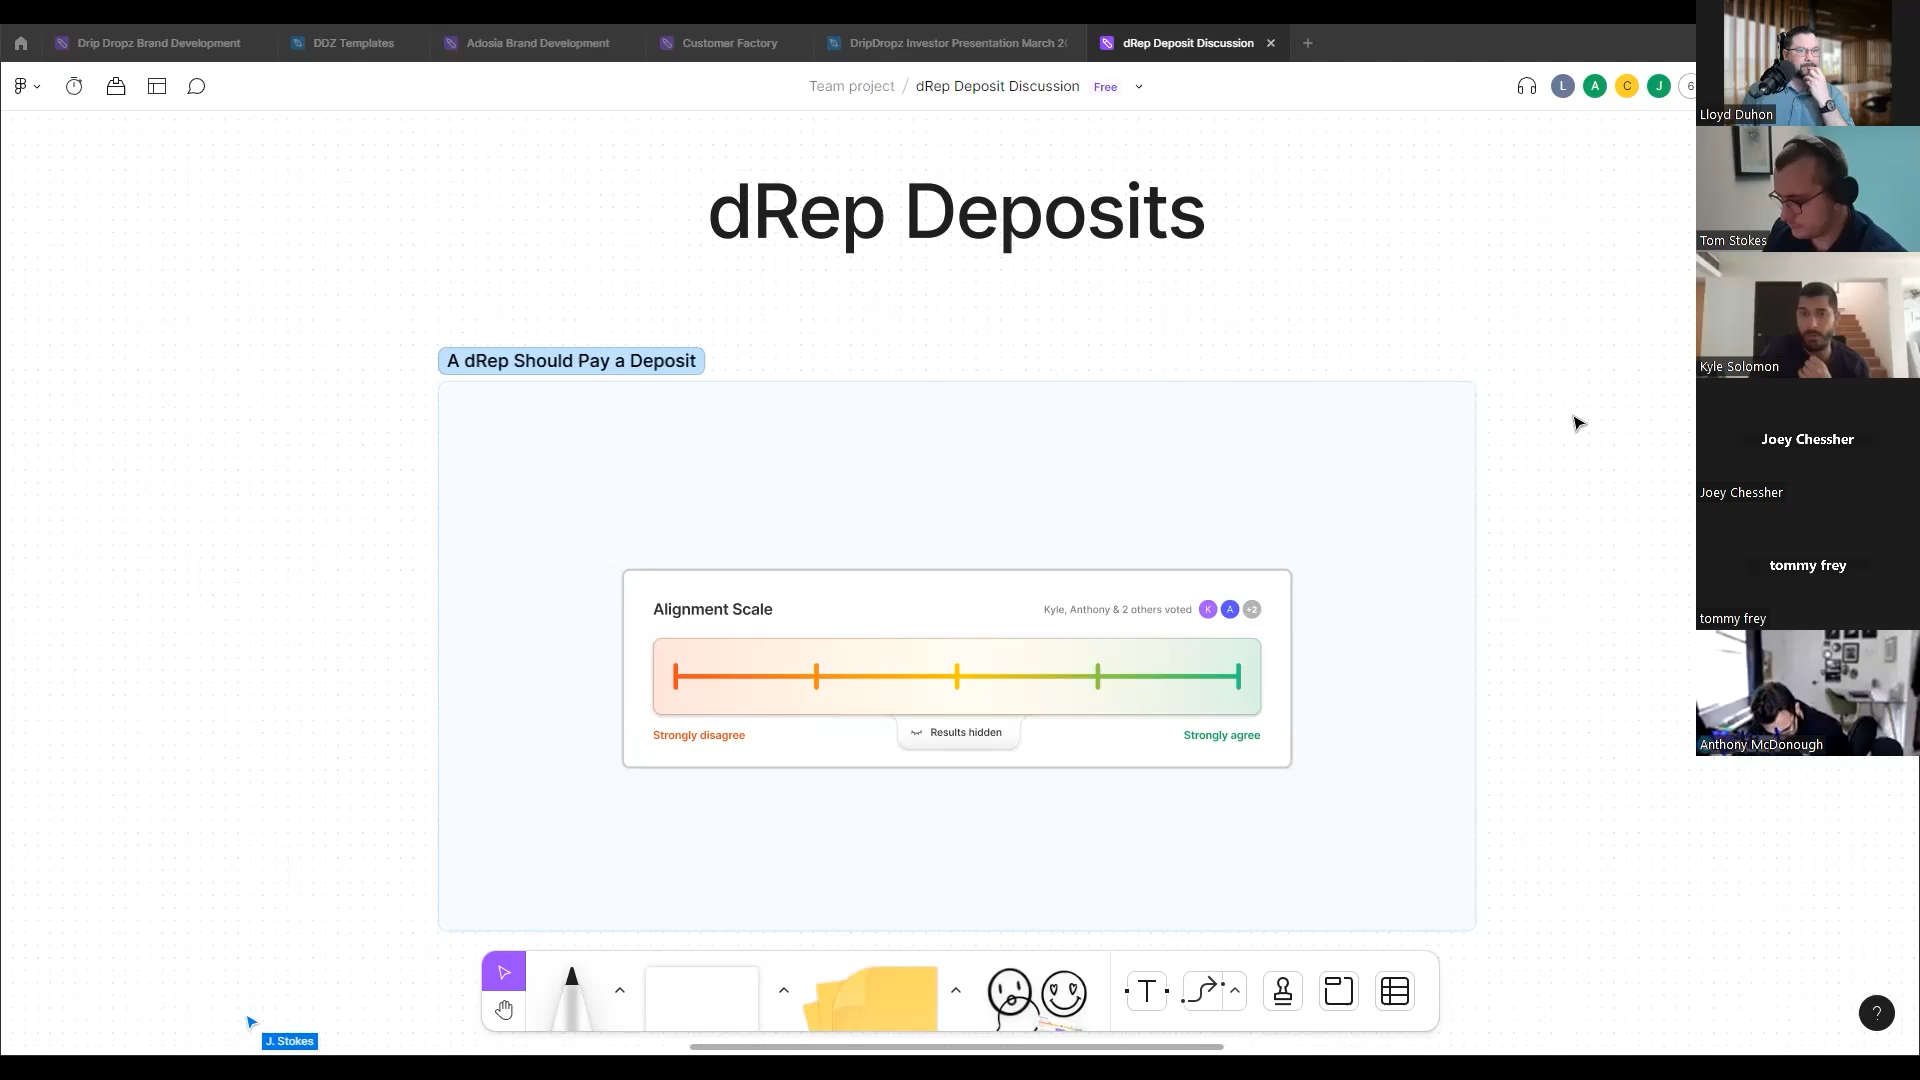 Drip Dropz Brand Development
DDZ Templates
Adosia Brand Development
Customer Factory
DripDropz Investor Presentation March 20
dRep Deposit Discussion
Team project / dRep Deposit Discussion Free
L A C J 6
Lloyd Duhon
Tom Stokes
Kyle Solomon
Joey Chessher
Joey Chessher
tommy frey
tommy frey
Anthony McDonough
dRep Deposits
A dRep Should Pay a Deposit
Alignment Scale
Kyle, Anthony & 2 others voted K A +2
Strongly disagree
Results hidden
Strongly agree
T
J. Stokes
?